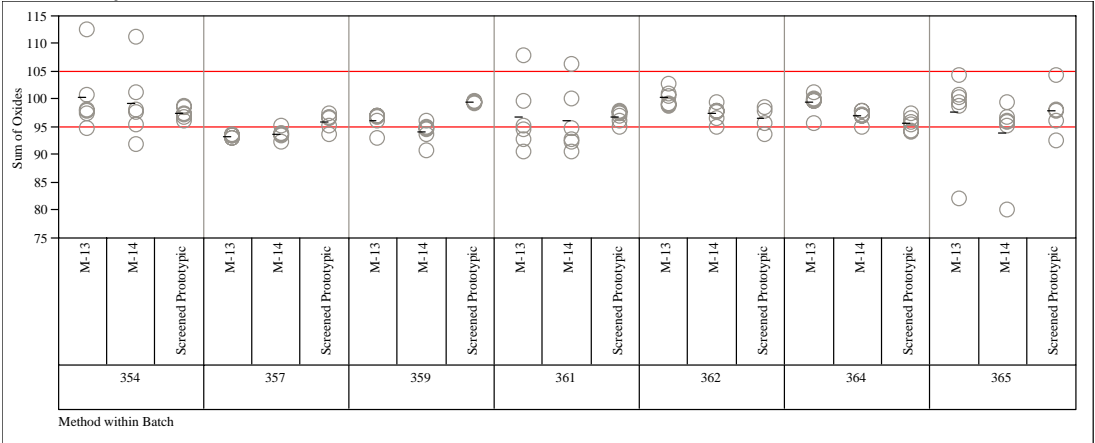 115
110
105
100
95
90
85
80
75
Sum of Oxides
M-13
M-14
Screened Prototypic
M-13
M-14
Screened Prototypic
M-13
M-14
Screened Prototypic
M-13
M-14
Screened Prototypic
M-13
M-14
Screened Prototypic
M-13
M-14
Screened Prototypic
M-13
M-14
Screened Prototypic
354
357
359
361
362
364
365
Method within Batch